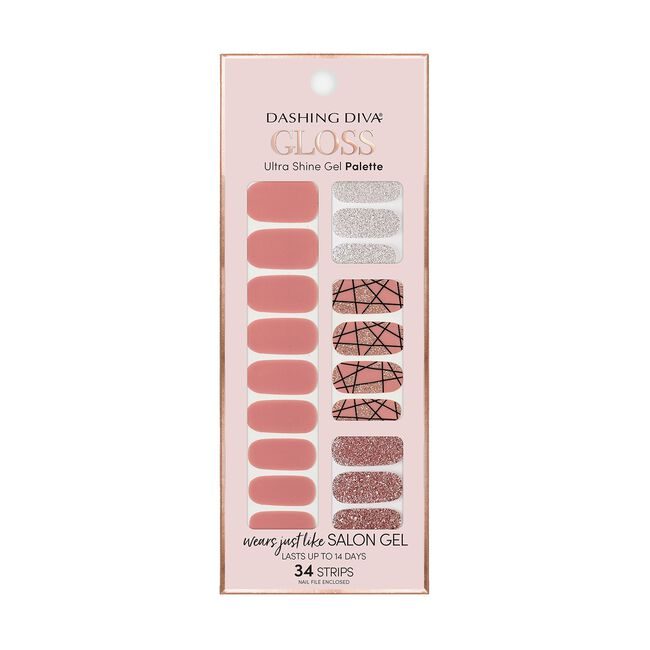 DASHING DIVA®
GLOSS
Ultra Shine Gel Palette
wears just like SALON GEL
LASTS UP TO 14 DAYS
34 STRIPS
NAIL FILE ENCLOSED